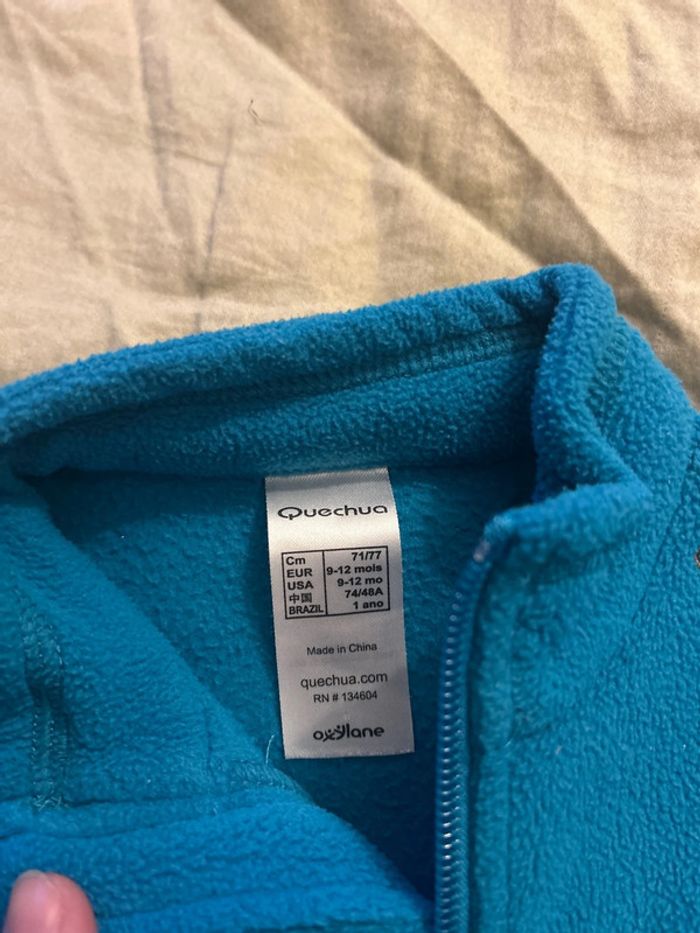 Quechua
Cm 71/77
EUR 9-12 mois
USA 9-12 mo
中国 74/48A
BRAZIL 1 ano
Made in China
quechua.com
RN # 134604
oxylane